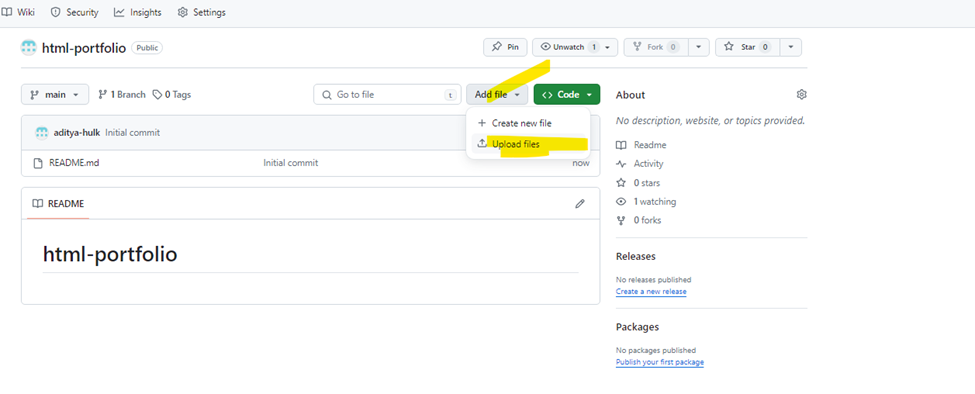 Wiki Security Insights Settings
html-portfolio Public Pin Unwatch 1 Fork 0 Star 0
main 1 Branch 0 Tags Go to file t Add file Code
Create new file
Upload files
aditya-hulk Initial commit
README.md Initial commit now
README
html-portfolio
About
No description, website, or topics provided.
Readme
Activity
0 stars
1 watching
0 forks
Releases
No releases published
Create a new release
Packages
No packages published
Publish your first package